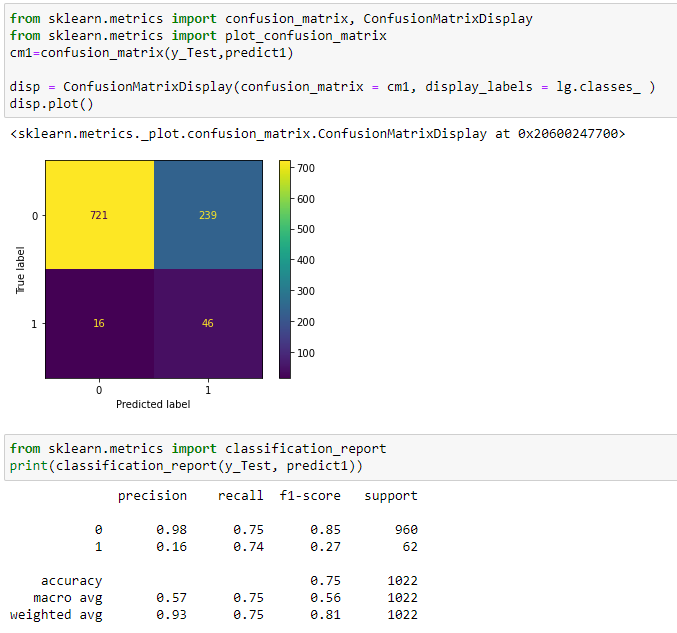 from sklearn.metrics import confusion_matrix, ConfusionMatrixDisplay
from sklearn.metrics import plot_confusion_matrix
cm1=confusion_matrix(y_Test,predict1)
disp = ConfusionMatrixDisplay(confusion_matrix = cm1, display_labels = lg.classes_ )
disp.plot()
<sklearn.metrics._plot.confusion_matrix.ConfusionMatrixDisplay at 0x20600247700>
700
600
500
400
300
200
100
True label
0
721 239
1
16 46
0 1
Predicted label
from sklearn.metrics import classification_report
print(classification_report(y_Test, predict1))
precision recall f1-score support
0 0.98 0.75 0.85 960
1 0.16 0.74 0.27 62
accuracy 0.75 1022
macro avg 0.57 0.75 0.56 1022
weighted avg 0.93 0.75 0.81 1022